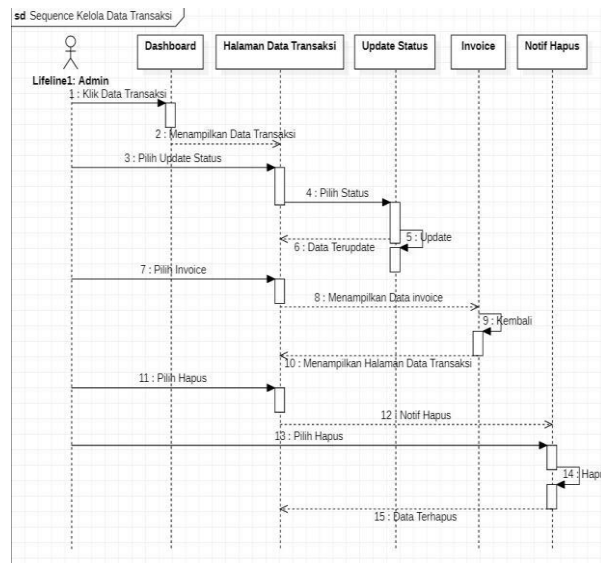 sd Sequence Kelola Data Transaksi
Dashboard
Halaman Data Transaksi
Update Status
Invoice
Notif Hapus
Lifeline1: Admin
1 : Klik Data Transaksi
2 : Menampilkan Data Transaksi
3 : Pilih Update Status
4 : Pilih Status
5 : Update
6 : Data Terupdate
7 : Pilih Invoice
8 : Menampilkan Data invoice
9 : Kembali
10 : Menampilkan Halaman Data Transaksi
11 : Pilih Hapus
12 : Notif Hapus
13 : Pilih Hapus
14 :
15 : Data Terhapus